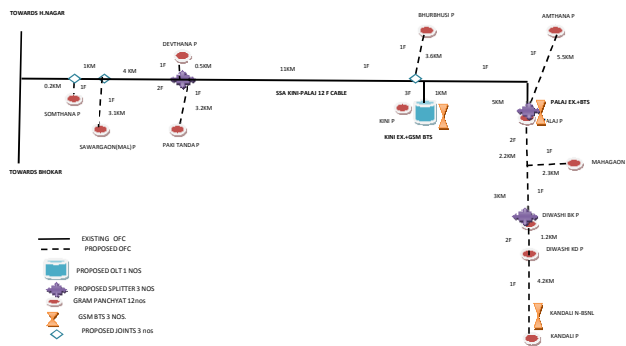 TOWARDS H.NAGAR
BHURBHUSI P
AMTHANA P
DEVTHANA P
1F
1F
5.5KM
1KM
4 KM
1F
0.5KM
11KM
1F
3.6KM
1F
0.2KM
1F
2F
1F
SSA KINI-PALAJ 12 F CABLE
3F
1KM
5KM
PALAJ EX.+BTS
SOMTHANA P
1F
3.1KM
3.2KM
KINI P
ALAJ P
SAWARGAON(MAL) P
PAKI TANDA P
KINI EX.+GSM BTS
2F
2.2KM
1F
MAHAGAON
2.3KM
TOWARDS BHOKAR
3KM
1F
DIWASHI BK P
2F
1.2KM
DIWASHI KD P
EXISTING OFC
PROPOSED OFC
PROPOSED OLT 1 NOS
PROPOSED SPLITTER 3 NOS
GRAM PANCHYAT 12nos
GSM BTS 3 NOS.
PROPOSED JOINTS 3 nos
1F
4.2KM
KANDALI N-BSNL
KANDALI P